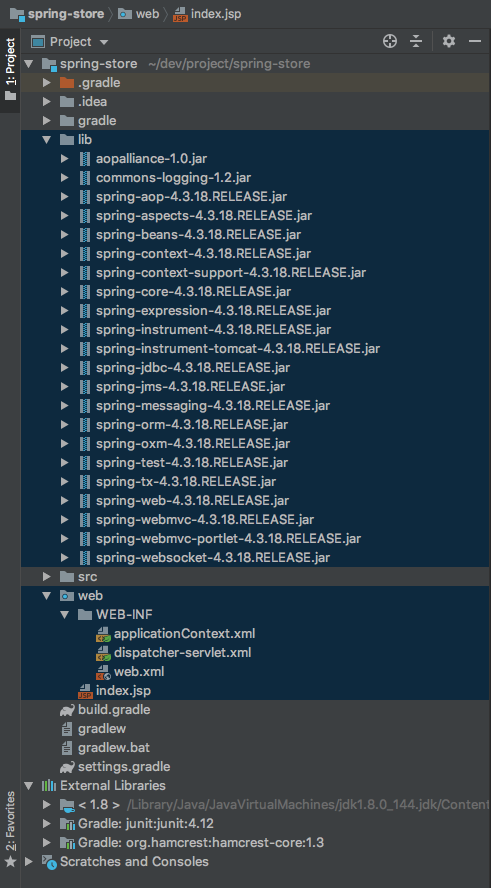 spring-store web index.jsp
Project
spring-store ~/dev/project/spring-store
.gradle
.idea
gradle
lib
aopalliance-1.0.jar
commons-logging-1.2.jar
spring-aop-4.3.18.RELEASE.jar
spring-aspects-4.3.18.RELEASE.jar
spring-beans-4.3.18.RELEASE.jar
spring-context-4.3.18.RELEASE.jar
spring-context-support-4.3.18.RELEASE.jar
spring-core-4.3.18.RELEASE.jar
spring-expression-4.3.18.RELEASE.jar
spring-instrument-4.3.18.RELEASE.jar
spring-instrument-tomcat-4.3.18.RELEASE.jar
spring-jdbc-4.3.18.RELEASE.jar
spring-jms-4.3.18.RELEASE.jar
spring-messaging-4.3.18.RELEASE.jar
spring-orm-4.3.18.RELEASE.jar
spring-oxm-4.3.18.RELEASE.jar
spring-test-4.3.18.RELEASE.jar
spring-tx-4.3.18.RELEASE.jar
spring-web-4.3.18.RELEASE.jar
spring-webmvc-4.3.18.RELEASE.jar
spring-webmvc-portlet-4.3.18.RELEASE.jar
spring-websocket-4.3.18.RELEASE.jar
src
web
WEB-INF
applicationContext.xml
dispatcher-servlet.xml
web.xml
index.jsp
build.gradle
gradlew
gradlew.bat
settings.gradle
External Libraries
< 1.8 > /Library/Java/JavaVirtualMachines/jdk1.8.0_144.jdk/Content
Gradle: junit:junit:4.12
Gradle: org.hamcrest:hamcrest-core:1.3
Scratches and Consoles
1: Project
2: Favorites